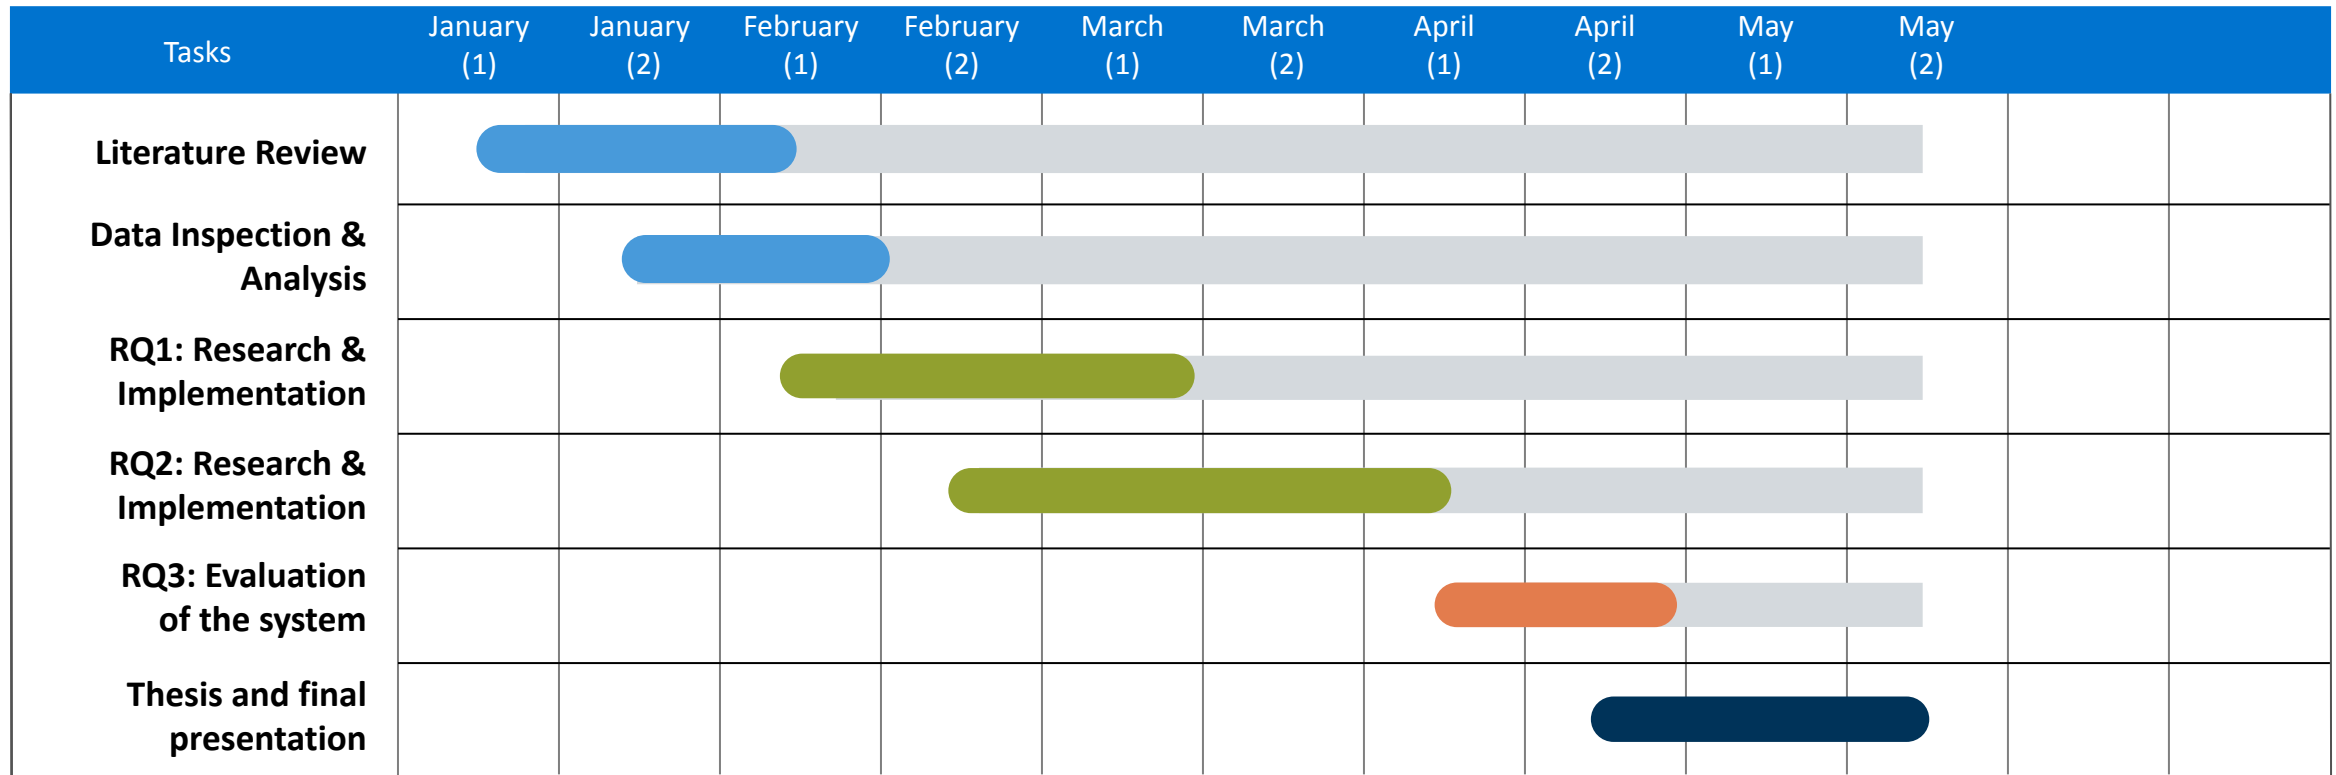 Tasks
January
(1)
January
(2)
February
(1)
February
(2)
March
(1)
March
(2)
April
(1)
April
(2)
May
(1)
May
(2)
Literature Review
Data Inspection &
Analysis
RQ1: Research &
Implementation
RQ2: Research &
Implementation
RQ3: Evaluation
of the system
Thesis and final
presentation